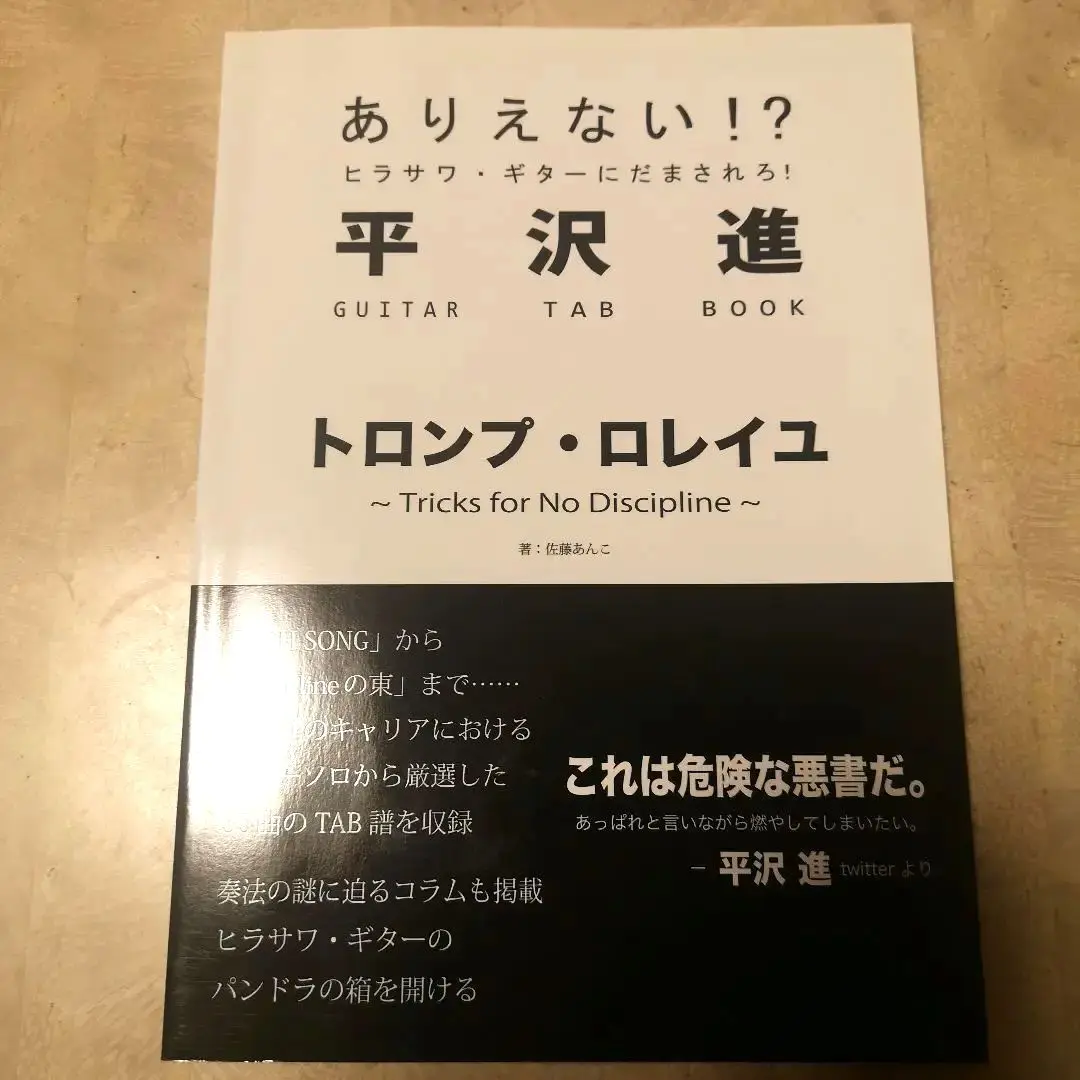 ありえない！？
ヒラサワ・ギターにだまされろ！
平沢進
GUITAR TAB BOOK
トロンプ・ロレイユ
～ Tricks for No Discipline ～
著：佐藤あんこ
SONG」から
の東」まで……
のキャリアにおける
ソロから厳選した
曲の TAB 譜を収録
奏法の謎に迫るコラムも掲載
ヒラサワ・ギターの
パンドラの箱を開ける
これは危険な悪書だ。
あっぱれと言いながら燃やしてしまいたい。
― 平沢 進 twitter より